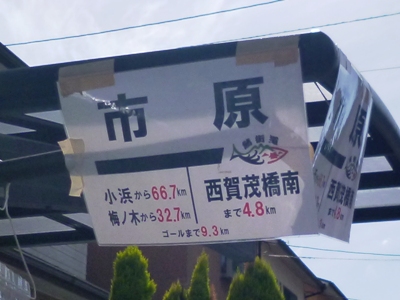 市原
小浜から66.7km
梅ノ木から32.7km
西賀茂橋南
まで4.8km
ゴールまで9.3km